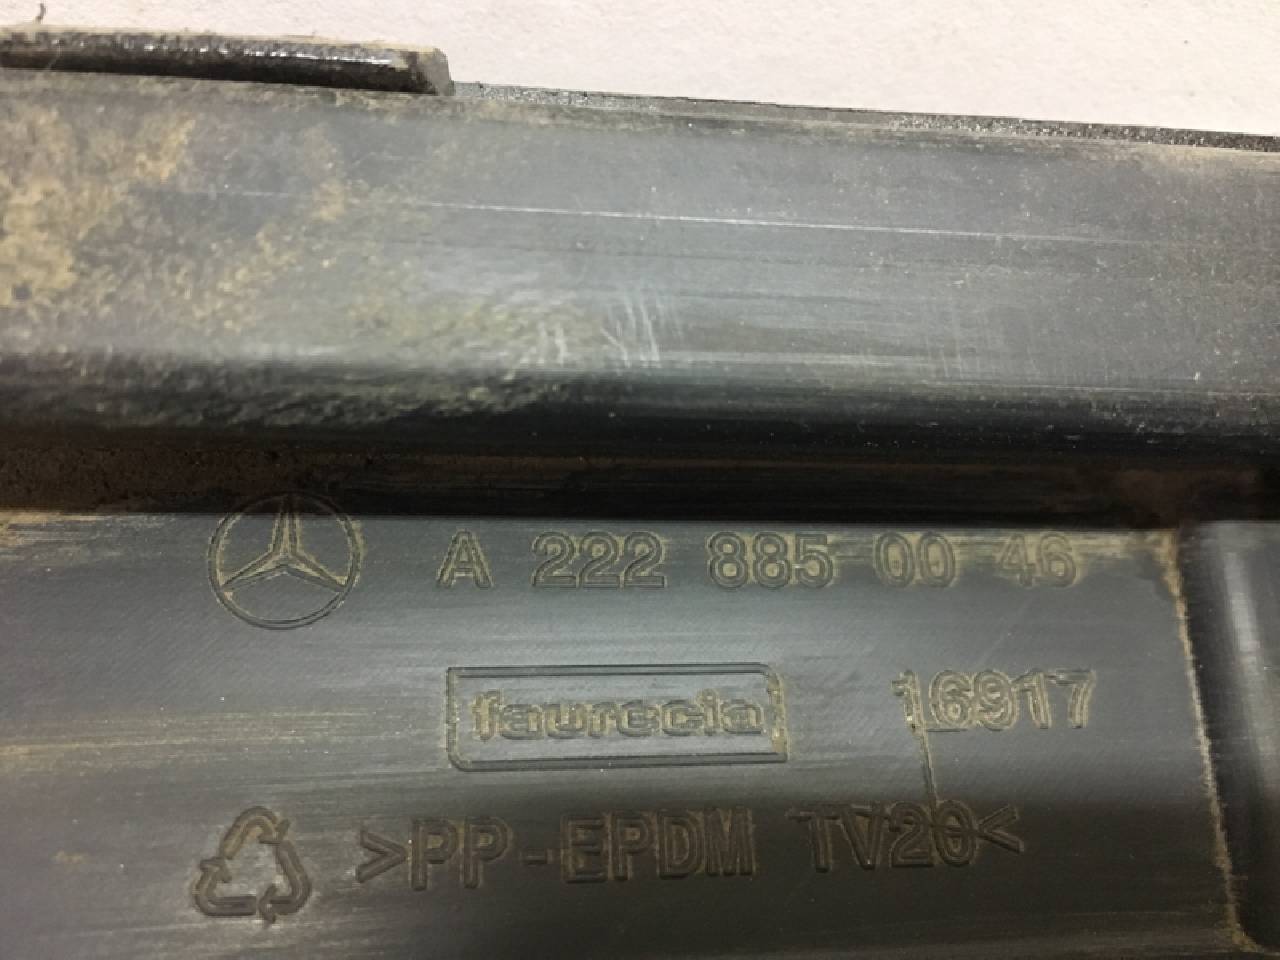 A 222 885 00 46
faurecia 16917
>PP-EPDM TV20<